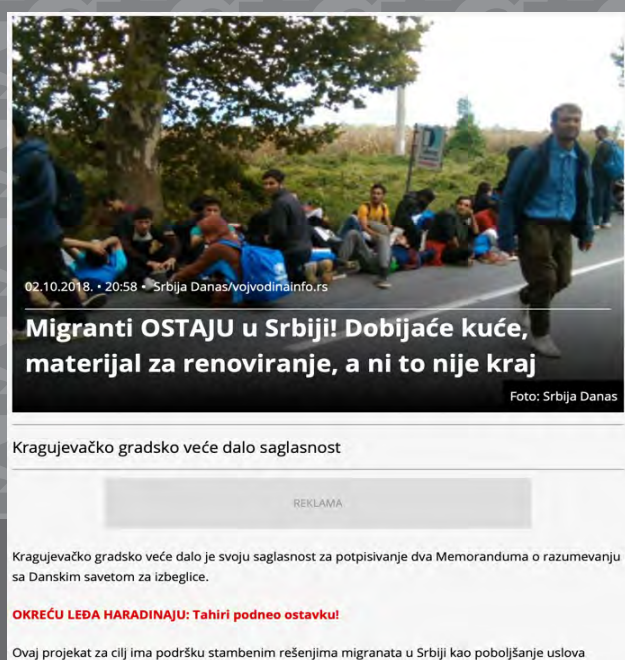 02.10.2018. • 20:58 • Srbija Danas/vojvodinainfo.rs
Migranti OSTAJU u Srbiji! Dobijaće kuće,
materijal za renoviranje, a ni to nije kraj
Foto: Srbija Danas
Kragujevačko gradsko veće dalo saglasnost
REKLAMA
Kragujevačko gradsko veće dalo je svoju saglasnost za potpisivanje dva Memoranduma o razumevanju
sa Danskim savetom za izbeglice.
OKREĆU LEĐA HARADINAJU: Tahiri podneo ostavku!
Ovaj projekat za cilj ima podršku stambenim rešenjima migranata u Srbiji kao poboljšanje uslova